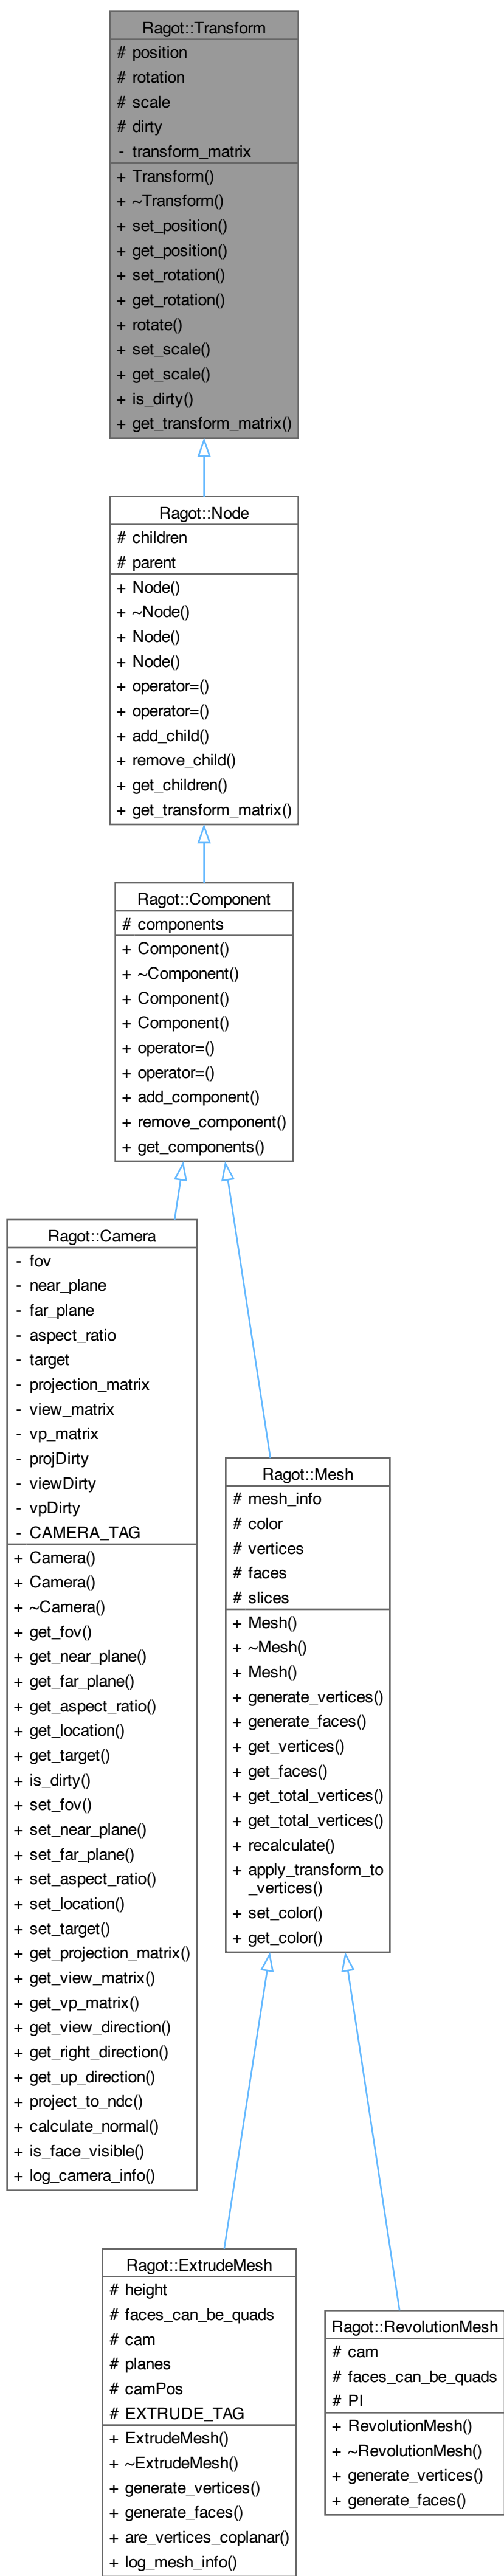 Ragot::Transform
# position
# rotation
# scale
# dirty
- transform_matrix
+ Transform()
+ ~Transform()
+ set_position()
+ get_position()
+ set_rotation()
+ get_rotation()
+ rotate()
+ set_scale()
+ get_scale()
+ is_dirty()
+ get_transform_matrix()
Ragot::Node
# children
# parent
+ Node()
+ ~Node()
+ Node()
+ Node()
+ operator=()
+ operator=()
+ add_child()
+ remove_child()
+ get_children()
+ get_transform_matrix()
Ragot::Component
# components
+ Component()
+ ~Component()
+ Component()
+ Component()
+ operator=()
+ operator=()
+ add_component()
+ remove_component()
+ get_components()
Ragot::Camera
- fov
- near_plane
- far_plane
- aspect_ratio
- target
- projection_matrix
- view_matrix
- vp_matrix
- projDirty
- viewDirty
- vpDirty
- CAMERA_TAG
+ Camera()
+ Camera()
+ ~Camera()
+ get_fov()
+ get_near_plane()
+ get_far_plane()
+ get_aspect_ratio()
+ get_location()
+ get_target()
+ is_dirty()
+ set_fov()
+ set_near_plane()
+ set_far_plane()
+ set_aspect_ratio()
+ set_location()
+ set_target()
+ get_projection_matrix()
+ get_view_matrix()
+ get_vp_matrix()
+ get_view_direction()
+ get_right_direction()
+ get_up_direction()
+ project_to_ndc()
+ calculate_normal()
+ is_face_visible()
+ log_camera_info()
Ragot::Mesh
# mesh_info
# color
# vertices
# faces
# slices
+ Mesh()
+ ~Mesh()
+ Mesh()
+ generate_vertices()
+ generate_faces()
+ get_vertices()
+ get_faces()
+ get_total_vertices()
+ get_total_vertices()
+ recalculate()
+ apply_transform_to
_vertices()
+ set_color()
+ get_color()
Ragot::ExtrudeMesh
# height
# faces_can_be_quads
# cam
# planes
# camPos
# EXTRUDE_TAG
+ ExtrudeMesh()
+ ~ExtrudeMesh()
+ generate_vertices()
+ generate_faces()
+ are_vertices_coplanar()
+ log_mesh_info()
Ragot::RevolutionMesh
# cam
# faces_can_be_quads
# PI
+ RevolutionMesh()
+ ~RevolutionMesh()
+ generate_vertices()
+ generate_faces()